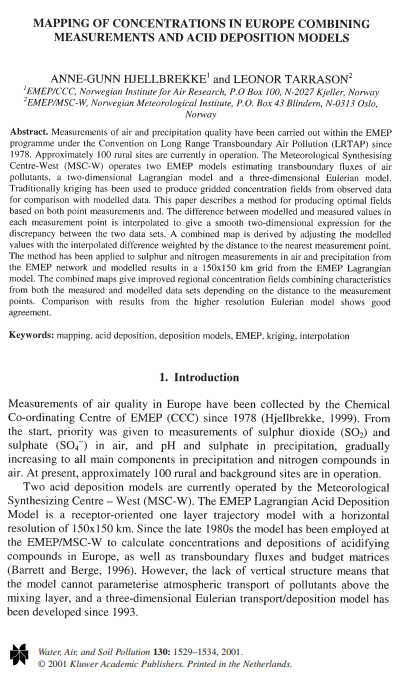 MAPPING OF CONCENTRATIONS IN EUROPE COMBINING
MEASUREMENTS AND ACID DEPOSITION MODELS
ANNE-GUNN HJELLBREKKE¹ and LEONOR TARRASON²
¹EMEP/CCC, Norwegian Institute for Air Research, P.O Box 100, N-2027 Kjeller, Norway
²EMEP/MSC-W, Norwegian Meteorological Institute, P.O. Box 43 Blindern, N-0313 Oslo,
Norway
Abstract. Measurements of air and precipitation quality have been carried out within the EMEP
programme under the Convention on Long Range Transboundary Air Pollution (LRTAP) since
1978. Approximately 100 rural sites are currently in operation. The Meteorological Synthesising
Centre-West (MSC-W) operates two EMEP models estimating transboundary fluxes of air
pollutants, a two-dimensional Lagrangian model and a three-dimensional Eulerian model.
Traditionally kriging has been used to produce gridded concentration fields from observed data
for comparison with modelled data. This paper describes a method for producing optimal fields
based on both point measurements and. The difference between modelled and measured values in
each measurement point is interpolated to give a smooth two-dimensional expression for the
discrepancy between the two data sets. A combined map is derived by adjusting the modelled
values with the interpolated difference weighted by the distance to the nearest measurement point.
The method has been applied to sulphur and nitrogen measurements in air and precipitation from
the EMEP network and modelled results in a 150x150 km grid from the EMEP Lagrangian
model. The combined maps give improved regional concentration fields combining characteristics
from both the measured and modelled data sets depending on the distance to the measurement
points. Comparison with results from the higher resolution Eulerian model shows good
agreement.
Keywords: mapping, acid deposition, deposition models, EMEP, kriging, interpolation
1. Introduction
Measurements of air quality in Europe have been collected by the Chemical
Co-ordinating Centre of EMEP (CCC) since 1978 (Hjellbrekke, 1999). From
the start, priority was given to measurements of sulphur dioxide (SO₂) and
sulphate (SO₄⁻) in air, and pH and sulphate in precipitation, gradually
increasing to all main components in precipitation and nitrogen compounds in
air. At present, approximately 100 rural and background sites are in operation.
Two acid deposition models are currently operated by the Meteorological
Synthesizing Centre – West (MSC-W). The EMEP Lagrangian Acid Deposition
Model is a receptor-oriented one layer trajectory model with a horizontal
resolution of 150x150 km. Since the late 1980s the model has been employed at
the EMEP/MSC-W to calculate concentrations and depositions of acidifying
compounds in Europe, as well as transboundary fluxes and budget matrices
(Barrett and Berge, 1996). However, the lack of vertical structure means that
the model cannot parameterise atmospheric transport of pollutants above the
mixing layer, and a three-dimensional Eulerian transport/deposition model has
been developed since 1993.
Water, Air, and Soil Pollution 130: 1529–1534, 2001.
© 2001 Kluwer Academic Publishers. Printed in the Netherlands.